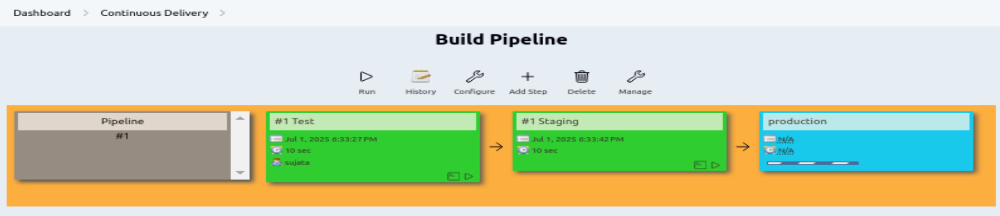 Dashboard > Continuous Delivery >
Build Pipeline
Run History Configure Add Step Delete Manage
Pipeline
#1
#1 Test
Jul 1, 2025 6:33:27 PM
10 sec
sujata
#1 Staging
Jul 1, 2025 6:33:42 PM
10 sec
production
N/A
N/A